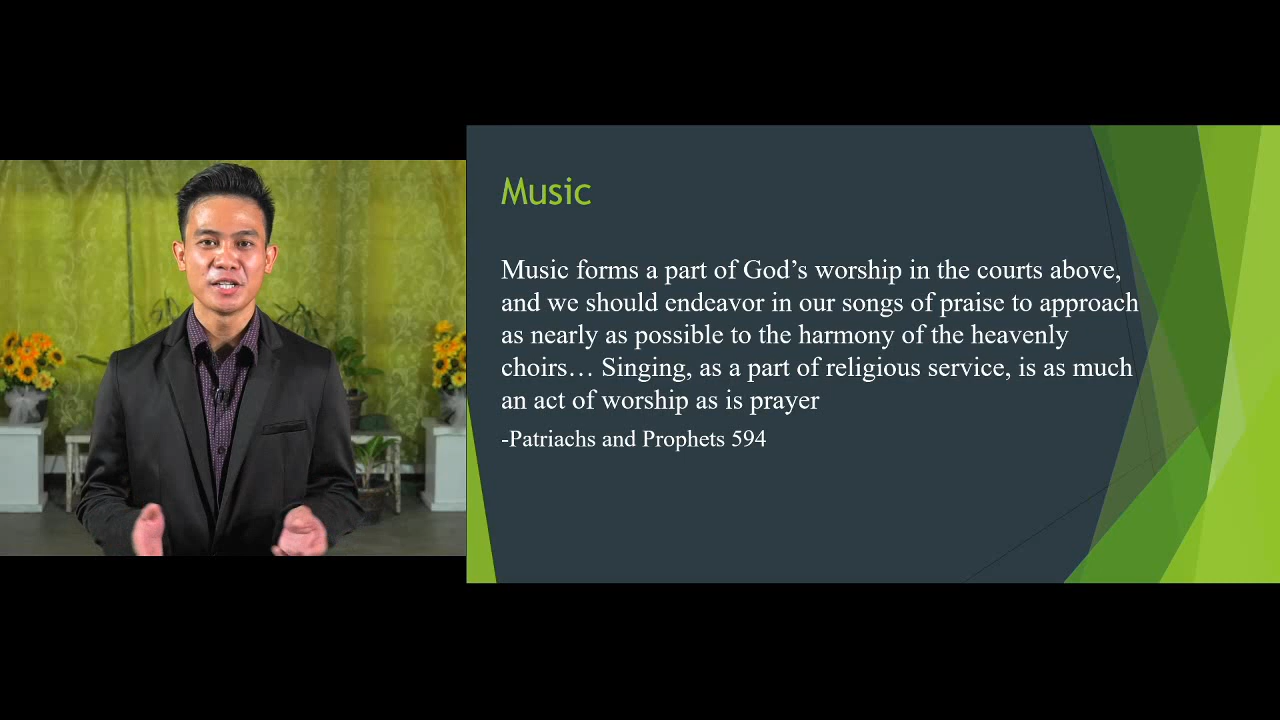 Music
Music forms a part of God’s worship in the courts above,
and we should endeavor in our songs of praise to approach
as nearly as possible to the harmony of the heavenly
choirs… Singing, as a part of religious service, is as much
an act of worship as is prayer
-Patriachs and Prophets 594